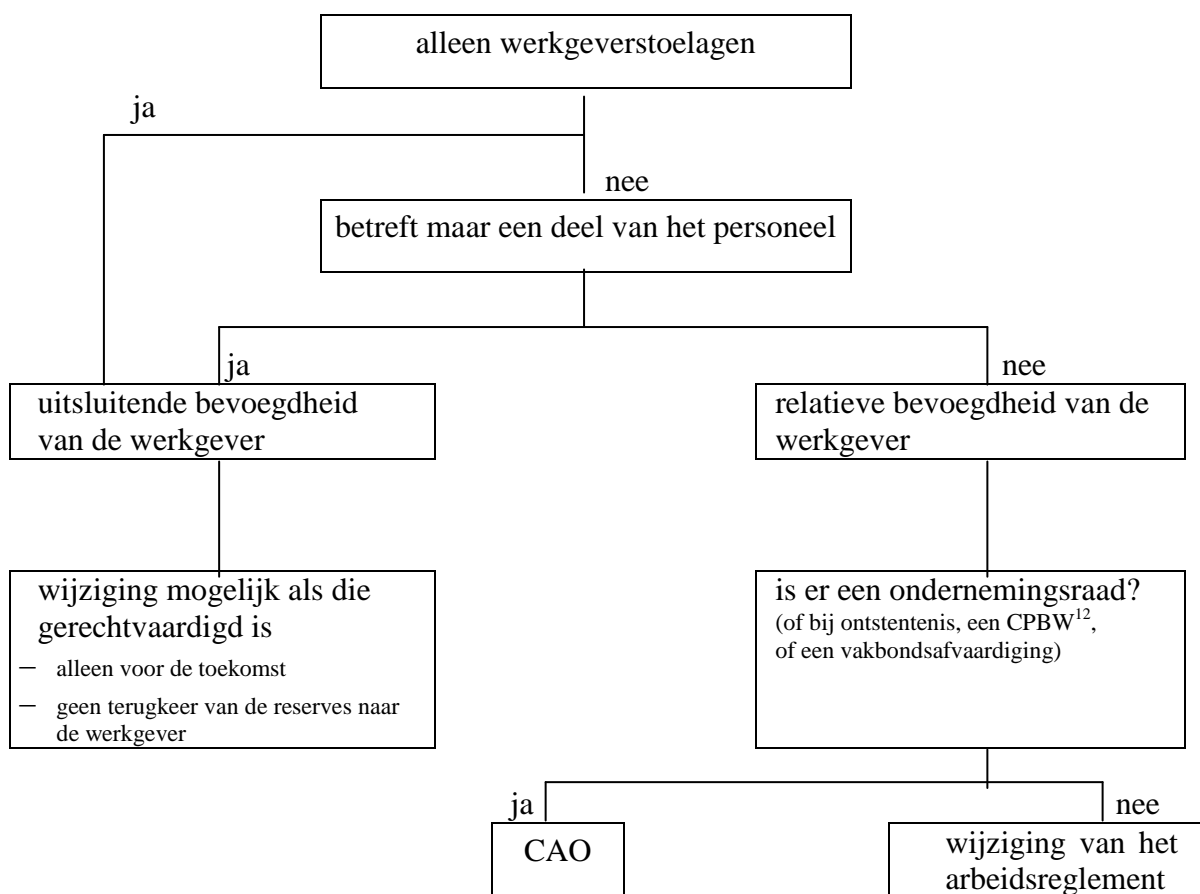 alleen werkgeverstoelagen
ja
nee
betreft maar een deel van het personeel
ja
nee
uitsluitende bevoegdheid
van de werkgever
relatieve bevoegdheid van de
werkgever
wijziging mogelijk als die
gerechtvaardigd is
– alleen voor de toekomst
– geen terugkeer van de reserves naar
de werkgever
is er een ondernemingsraad?
(of bij ontstentenis, een CPBW¹²,
of een vakbondsafvaardiging)
ja
nee
CAO
wijziging van het
arbeidsreglement